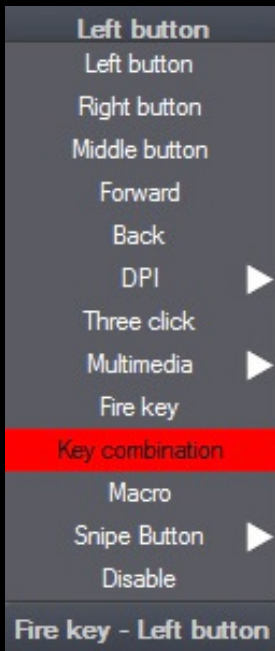 Left button
Left button
Right button
Middle button
Forward
Back
DPI
Three click
Multimedia
Fire key
Key combination
Macro
Snipe Button
Disable
Fire key - Left button